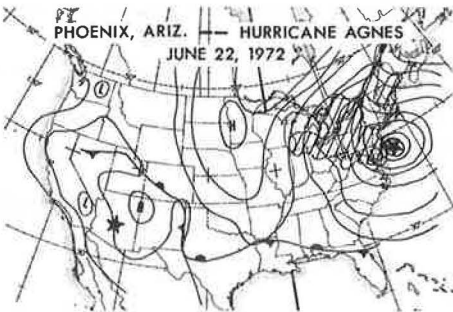 PHOENIX, ARIZ. — HURRICANE AGNES
JUNE 22, 1972
L
H
L